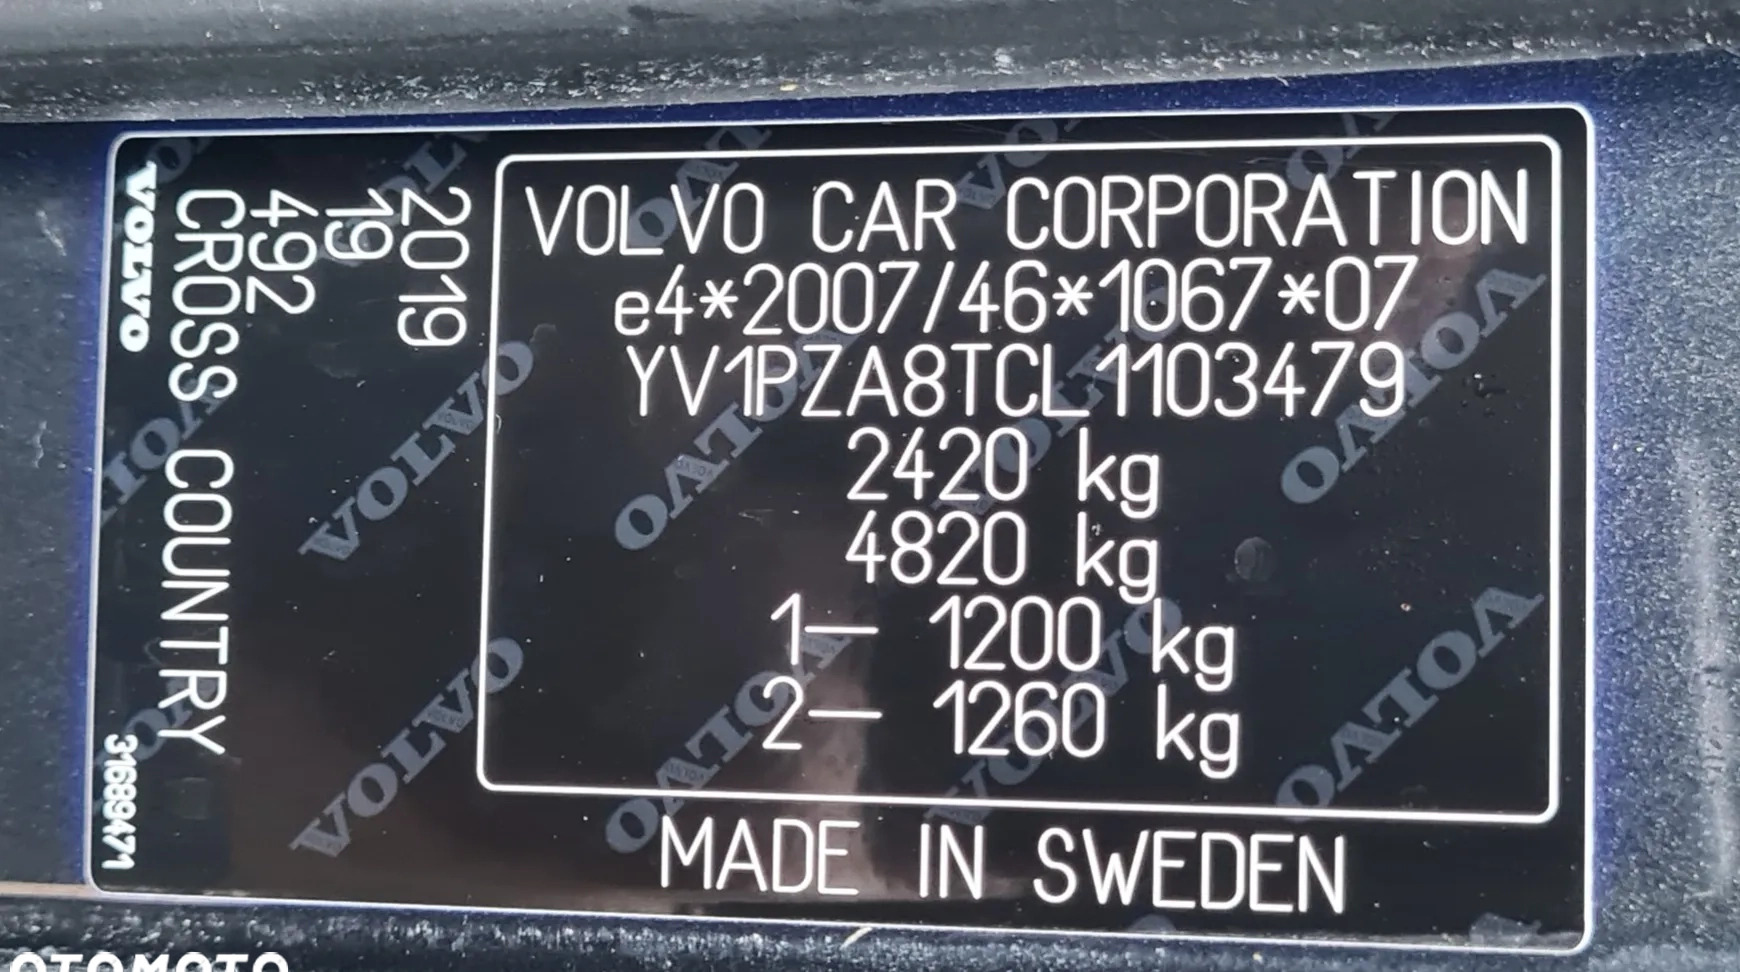 VOLVO
CROSS COUNTRY
492
19
2019
31689471
VOLVO CAR CORPORATION
e4*2007/46*1067*07
YV1PZA8TCL1103479
2420 kg
4820 kg
1— 1200 kg
2— 1260 kg
MADE IN SWEDEN
OTOMOTO